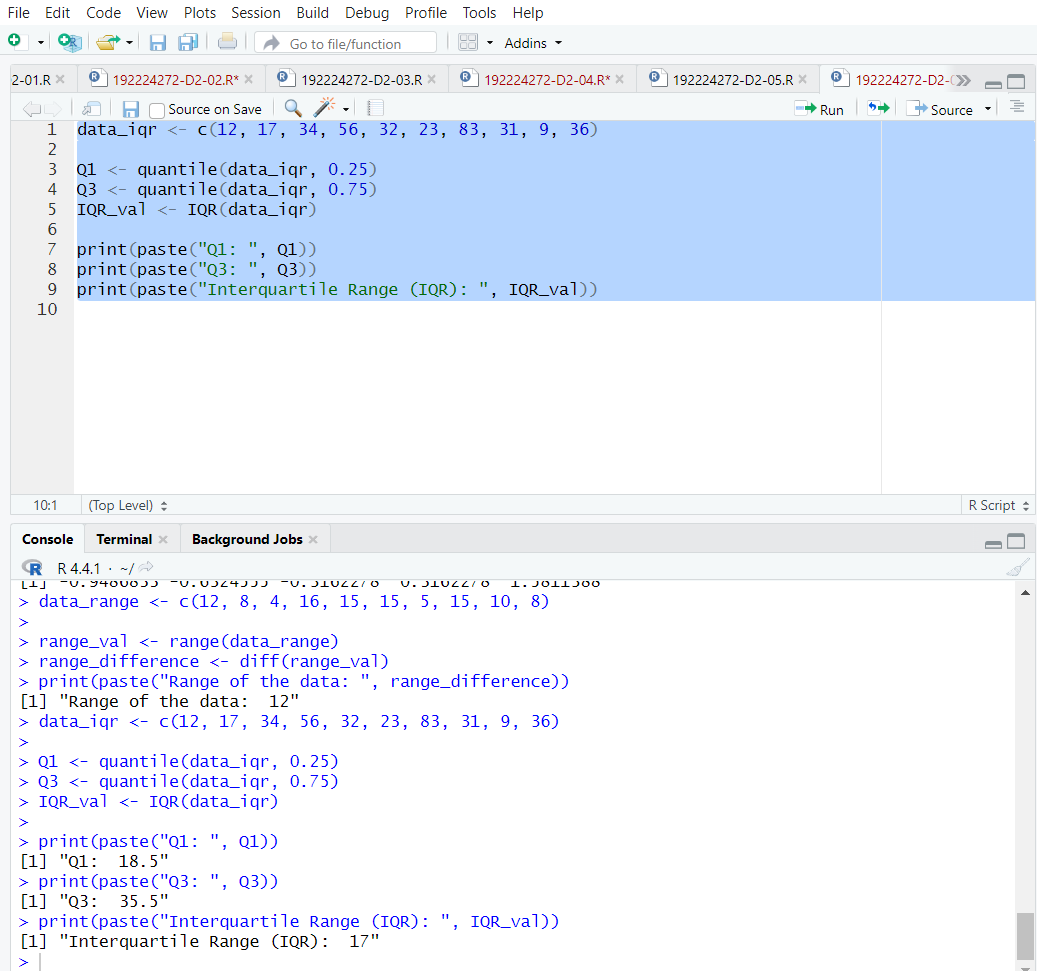 File Edit Code View Plots Session Build Debug Profile Tools Help
Go to file/function Addins
2-01.R 192224272-D2-02.R* 192224272-D2-03.R 192224272-D2-04.R* 192224272-D2-05.R 192224272-D2-
Source on Save Run Source
1 data_iqr <- c(12, 17, 34, 56, 32, 23, 83, 31, 9, 36)
2
3 Q1 <- quantile(data_iqr, 0.25)
4 Q3 <- quantile(data_iqr, 0.75)
5 IQR_val <- IQR(data_iqr)
6
7 print(paste("Q1: ", Q1))
8 print(paste("Q3: ", Q3))
9 print(paste("Interquartile Range (IQR): ", IQR_val))
10
10:1 (Top Level) R Script
Console Terminal Background Jobs
R 4.4.1 · ~/
[1] -0.9486833 -0.6324555 -0.3162278 0.3162278 1.5811388
> data_range <- c(12, 8, 4, 16, 15, 15, 5, 15, 10, 8)
>
> range_val <- range(data_range)
> range_difference <- diff(range_val)
> print(paste("Range of the data: ", range_difference))
[1] "Range of the data:  12"
> data_iqr <- c(12, 17, 34, 56, 32, 23, 83, 31, 9, 36)
>
> Q1 <- quantile(data_iqr, 0.25)
> Q3 <- quantile(data_iqr, 0.75)
> IQR_val <- IQR(data_iqr)
>
> print(paste("Q1: ", Q1))
[1] "Q1:  18.5"
> print(paste("Q3: ", Q3))
[1] "Q3:  35.5"
> print(paste("Interquartile Range (IQR): ", IQR_val))
[1] "Interquartile Range (IQR):  17"
>